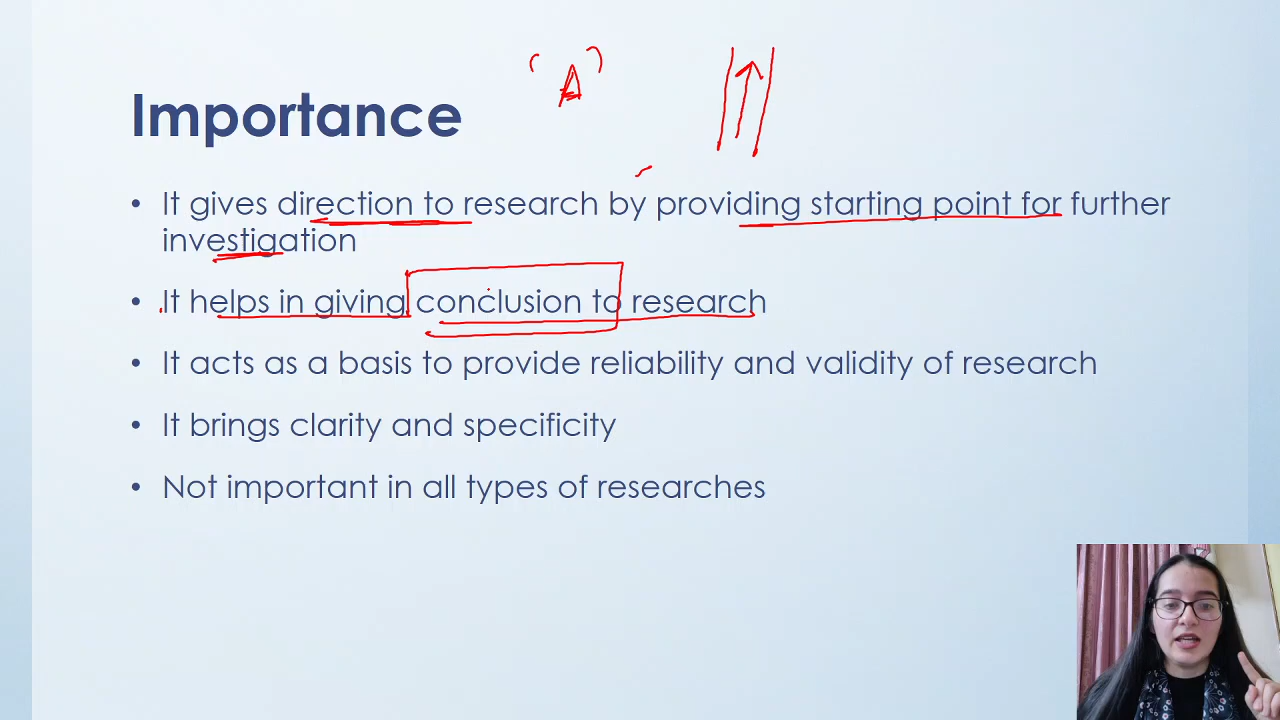 A
Importance
• It gives direction to research by providing starting point for further
investigation
• It helps in giving conclusion to research
• It acts as a basis to provide reliability and validity of research
• It brings clarity and specificity
• Not important in all types of researches